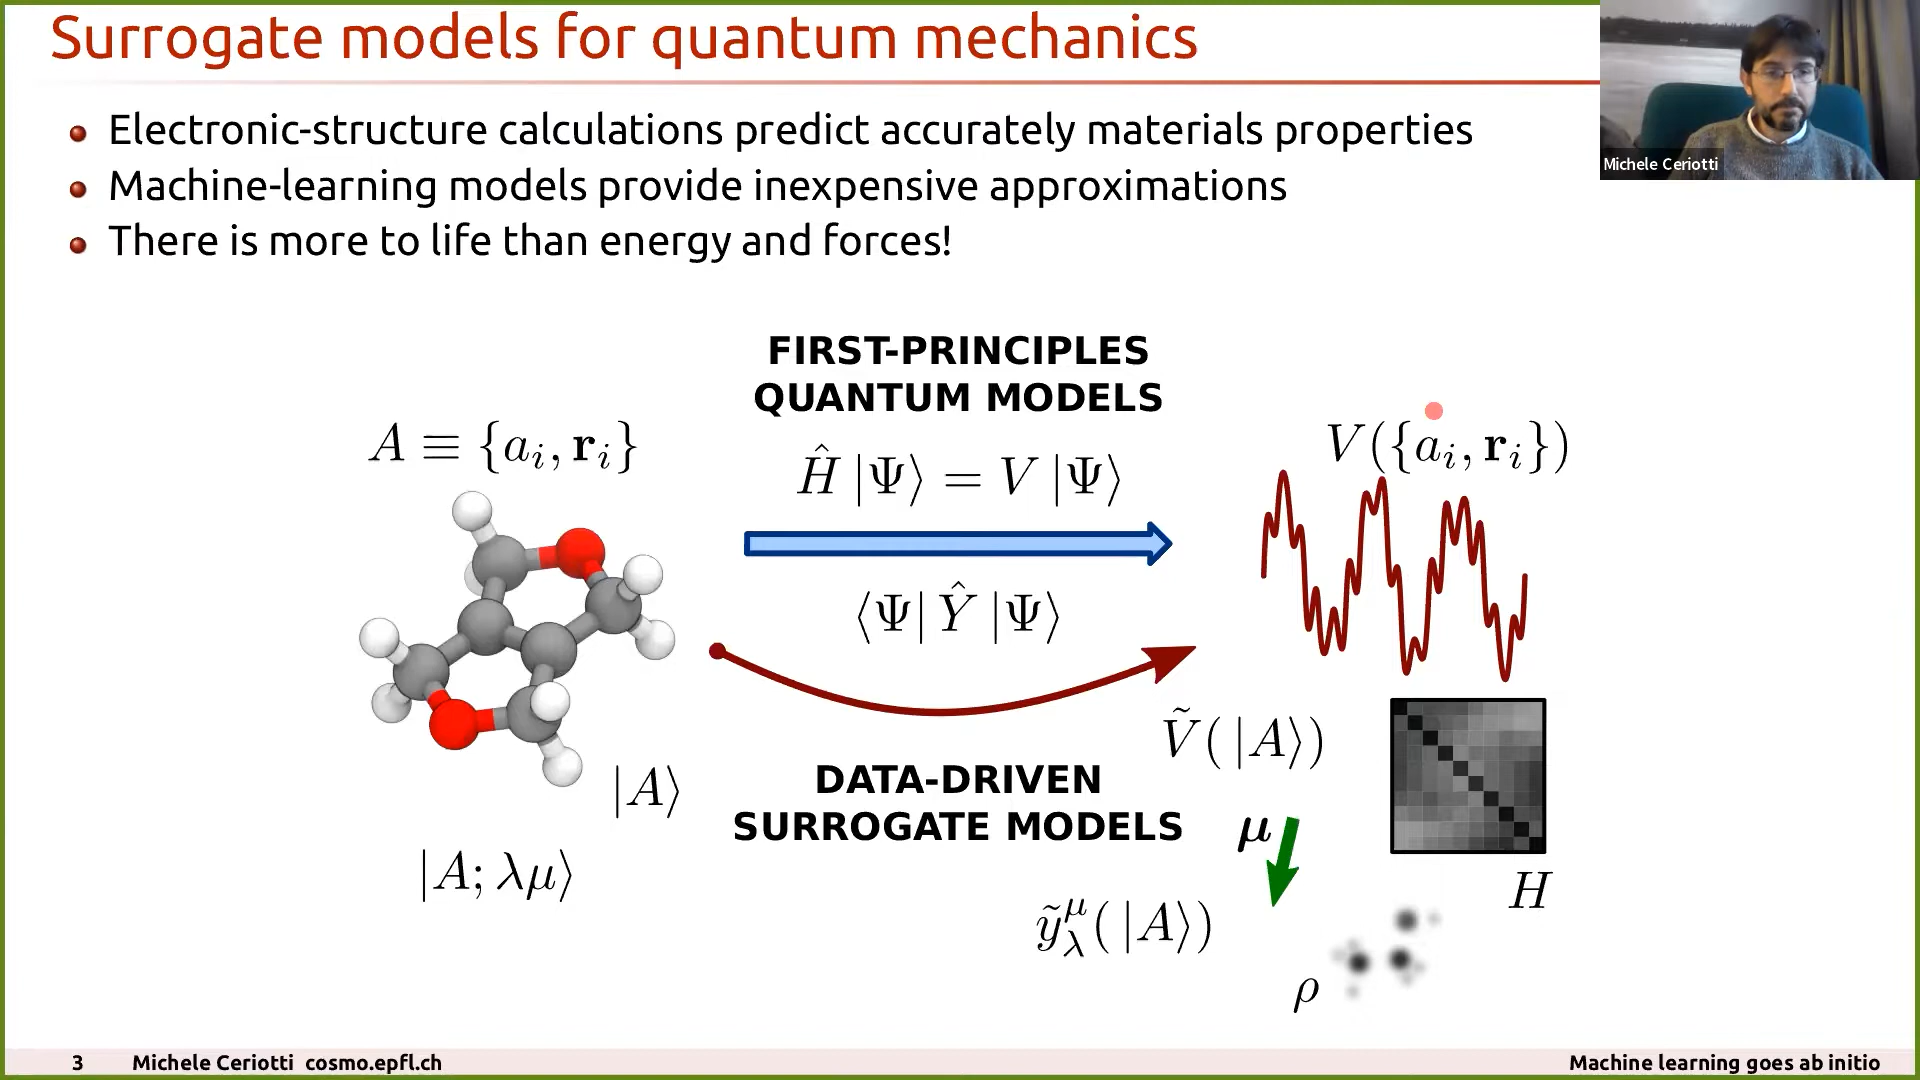 Surrogate models for quantum mechanics
Electronic-structure calculations predict accurately materials properties
Machine-learning models provide inexpensive approximations
There is more to life than energy and forces!
Michele Ceriotti
FIRST-PRINCIPLES
QUANTUM MODELS
A ≡ {a_i, r_i}
Ĥ |Ψ⟩ = V |Ψ⟩
V({a_i, r_i})
⟨Ψ| Ŷ |Ψ⟩
Ṽ(|A⟩)
|A⟩
DATA-DRIVEN
SURROGATE MODELS
μ
|A; λμ⟩
H
ỹ_λ^μ(|A⟩)
ρ
3 Michele Ceriotti cosmo.epfl.ch
Machine learning goes ab initio